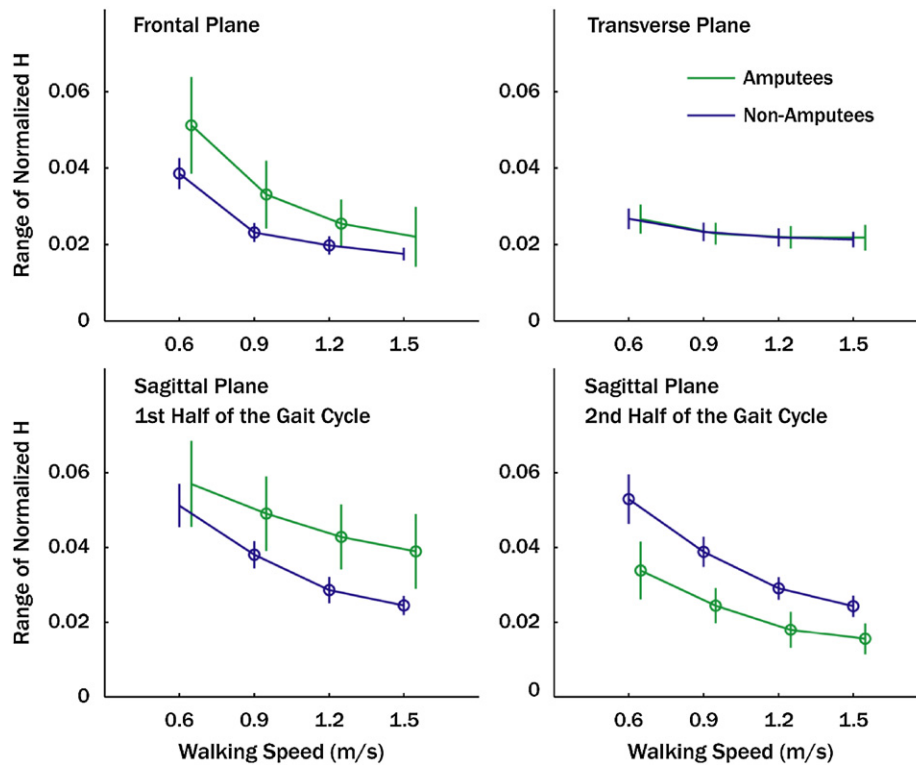 Frontal Plane
Range of Normalized H
0.06
0.04
0.02
0
0.6 0.9 1.2 1.5
Transverse Plane
Amputees
Non-Amputees
0.06
0.04
0.02
0
0.6 0.9 1.2 1.5
Sagittal Plane
1st Half of the Gait Cycle
Range of Normalized H
0.06
0.04
0.02
0
0.6 0.9 1.2 1.5
Walking Speed (m/s)
Sagittal Plane
2nd Half of the Gait Cycle
0.06
0.04
0.02
0
0.6 0.9 1.2 1.5
Walking Speed (m/s)